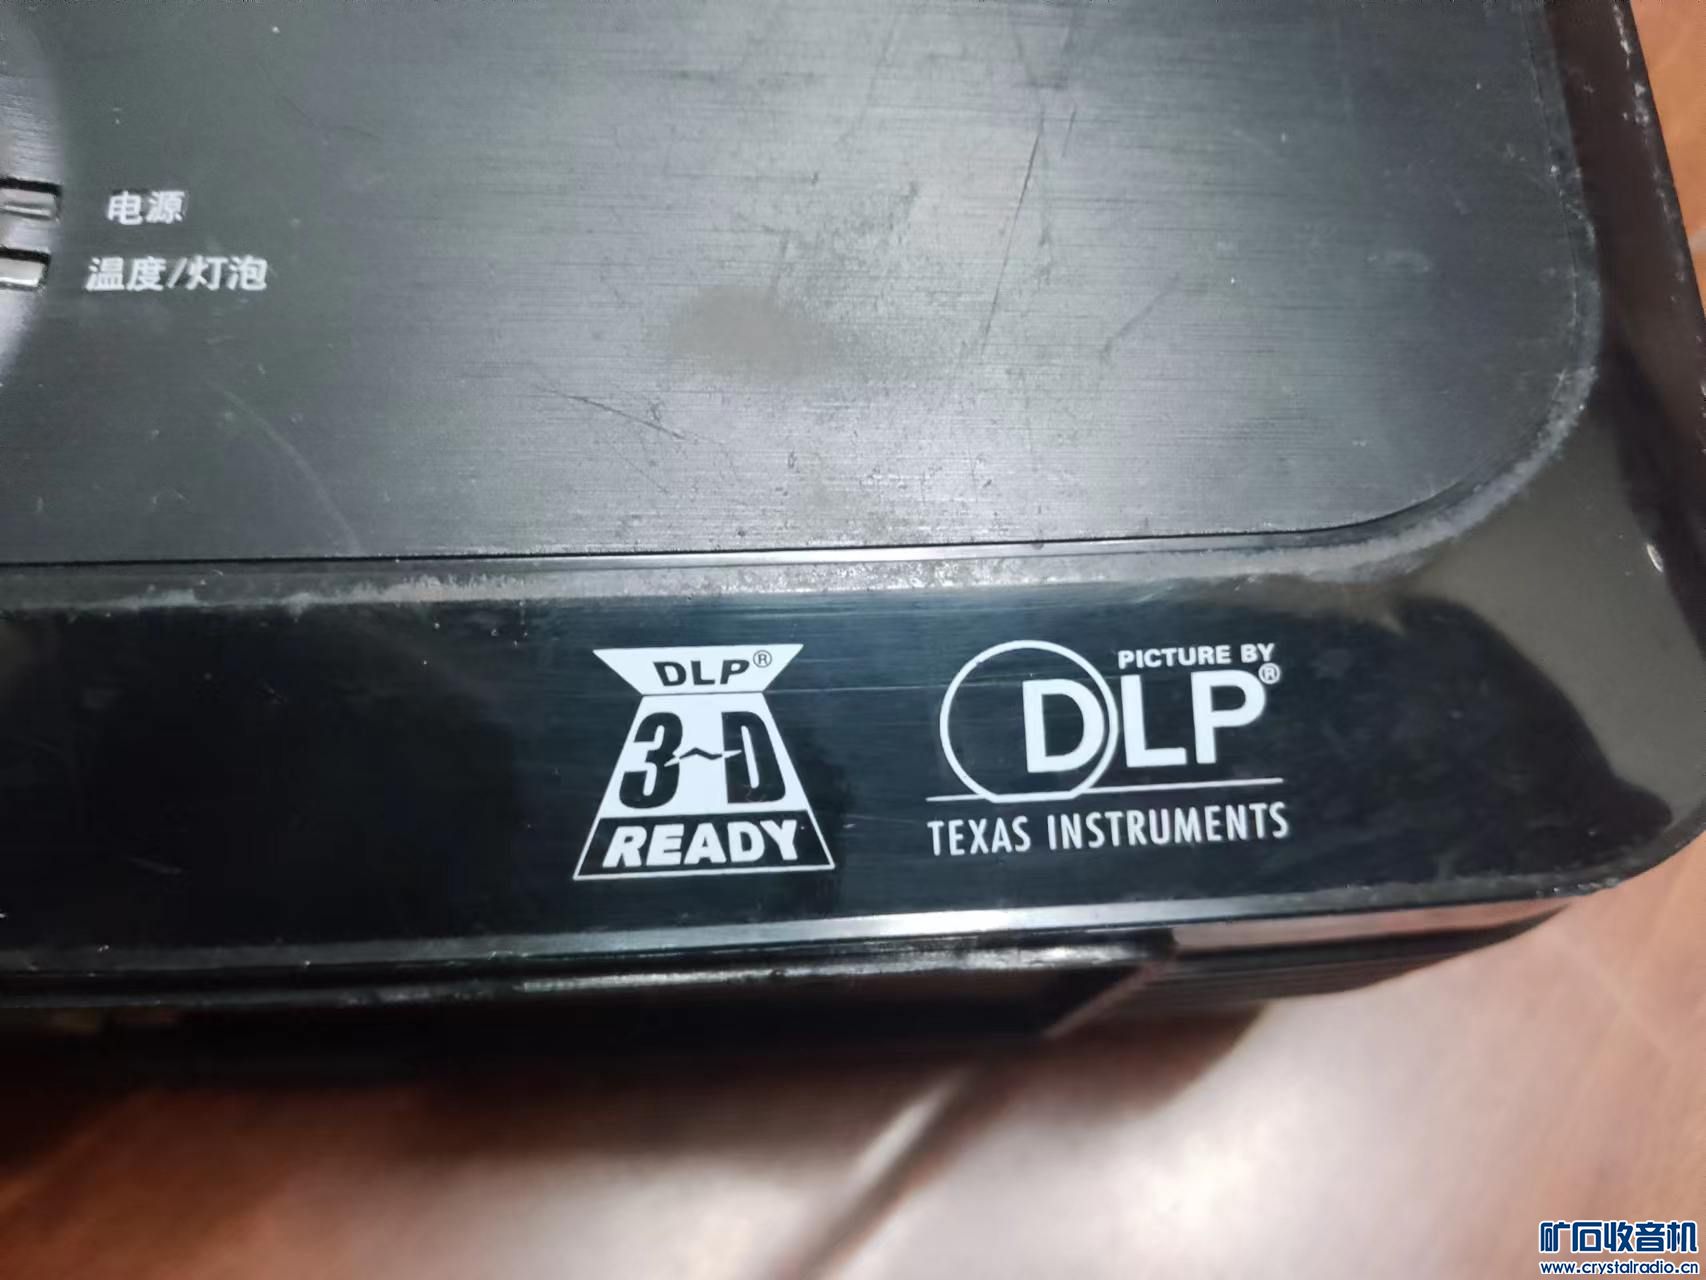 电源
温度/灯泡
DLP®
3-D
READY
PICTURE BY
DLP®
TEXAS INSTRUMENTS
矿石收音机
www.crystalradio.cn